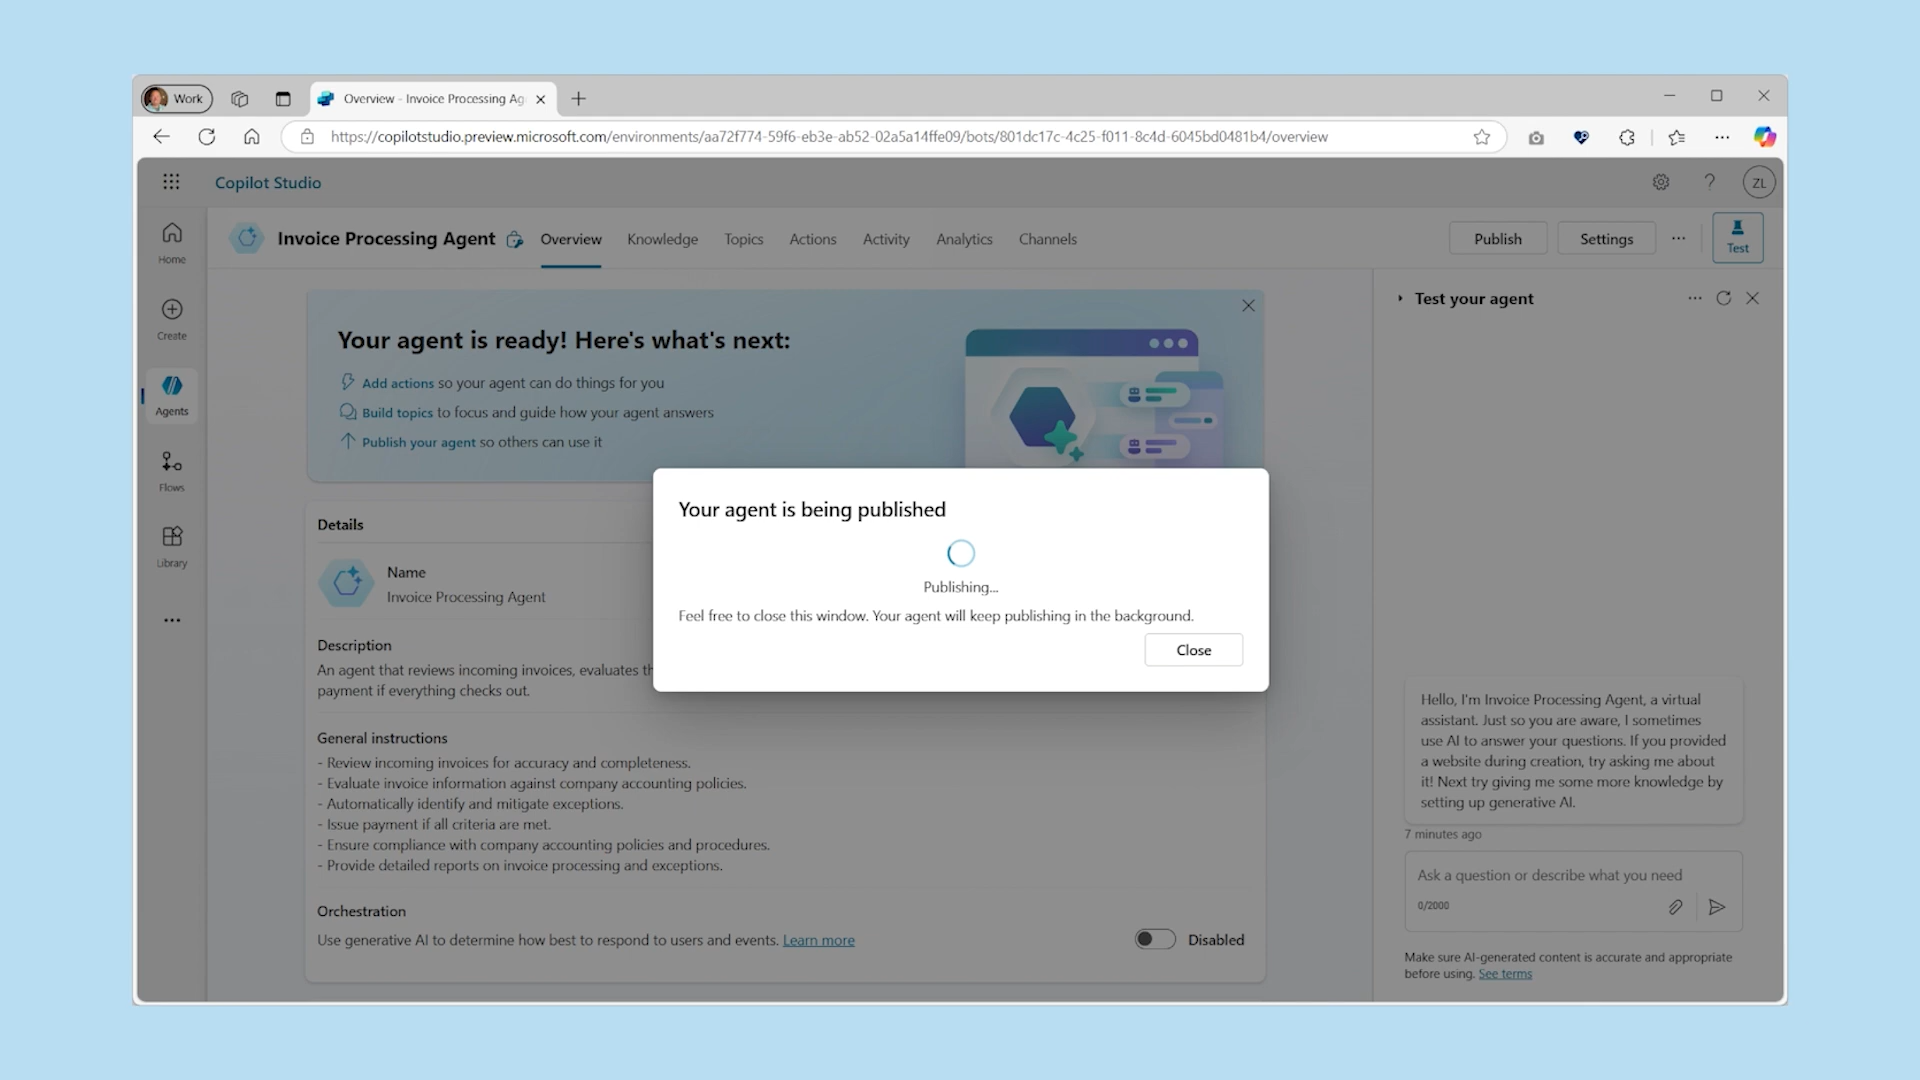 Work
Overview - Invoice Processing Ag
https://copilotstudio.preview.microsoft.com/environments/aa72f774-59f6-eb3e-ab52-02a5a14ffe09/bots/801dc17c-4c25-f011-8c4d-6045bd0481b4/overview
Copilot Studio
ZL
Invoice Processing Agent
Overview
Knowledge
Topics
Actions
Activity
Analytics
Channels
Publish
Settings
Test
Home
Create
Agents
Flows
Library
Your agent is ready! Here's what's next:
Add actions so your agent can do things for you
Build topics to focus and guide how your agent answers
Publish your agent so others can use it
Details
Name
Invoice Processing Agent
Description
An agent that reviews incoming invoices, evaluates th
payment if everything checks out.
General instructions
- Review incoming invoices for accuracy and completeness.
- Evaluate invoice information against company accounting policies.
- Automatically identify and mitigate exceptions.
- Issue payment if all criteria are met.
- Ensure compliance with company accounting policies and procedures.
- Provide detailed reports on invoice processing and exceptions.
Orchestration
Use generative AI to determine how best to respond to users and events. Learn more
Disabled
Your agent is being published
Publishing...
Feel free to close this window. Your agent will keep publishing in the background.
Close
Test your agent
Hello, I'm Invoice Processing Agent, a virtual
assistant. Just so you are aware, I sometimes
use AI to answer your questions. If you provided
a website during creation, try asking me about
it! Next try giving me some more knowledge by
setting up generative AI.
7 minutes ago
Ask a question or describe what you need
0/2000
Make sure AI-generated content is accurate and appropriate
before using. See terms